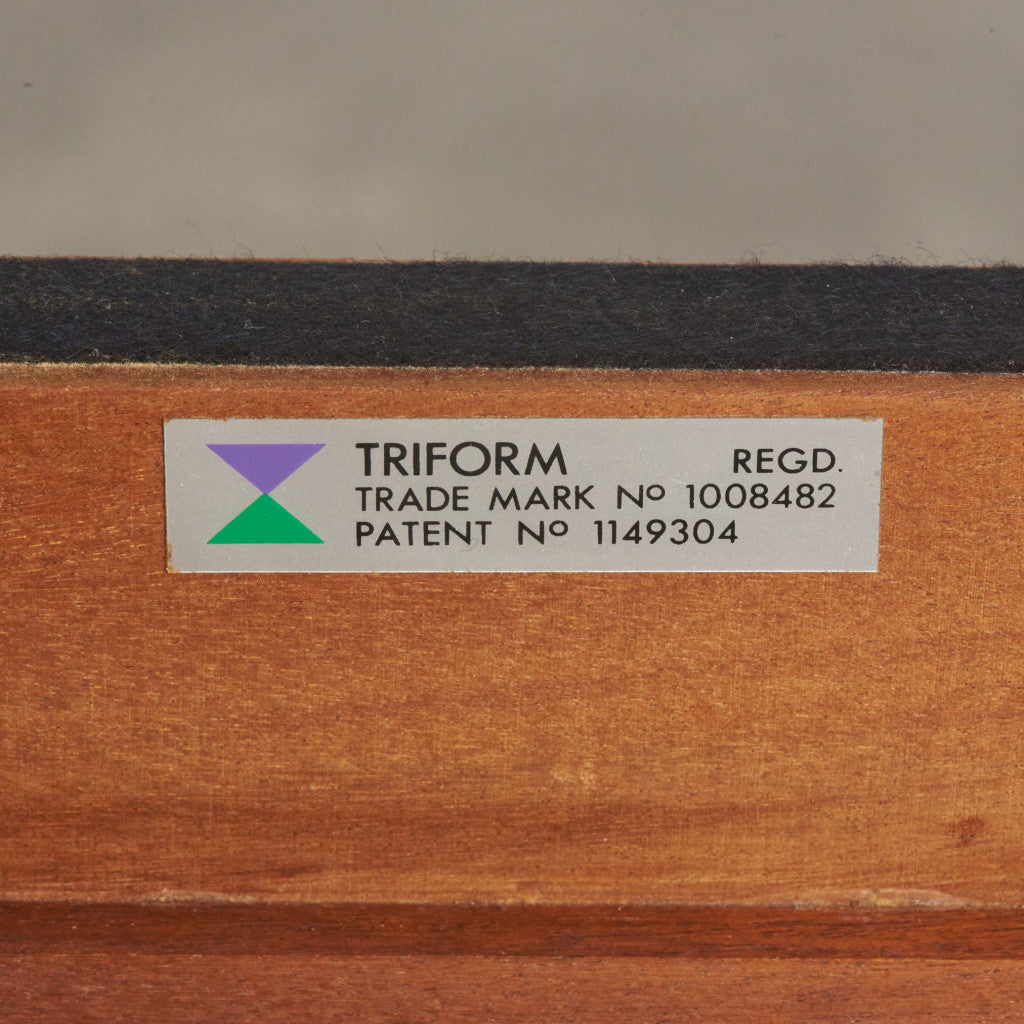 TRIFORM REGD.
TRADE MARK Nº 1008482
PATENT Nº 1149304